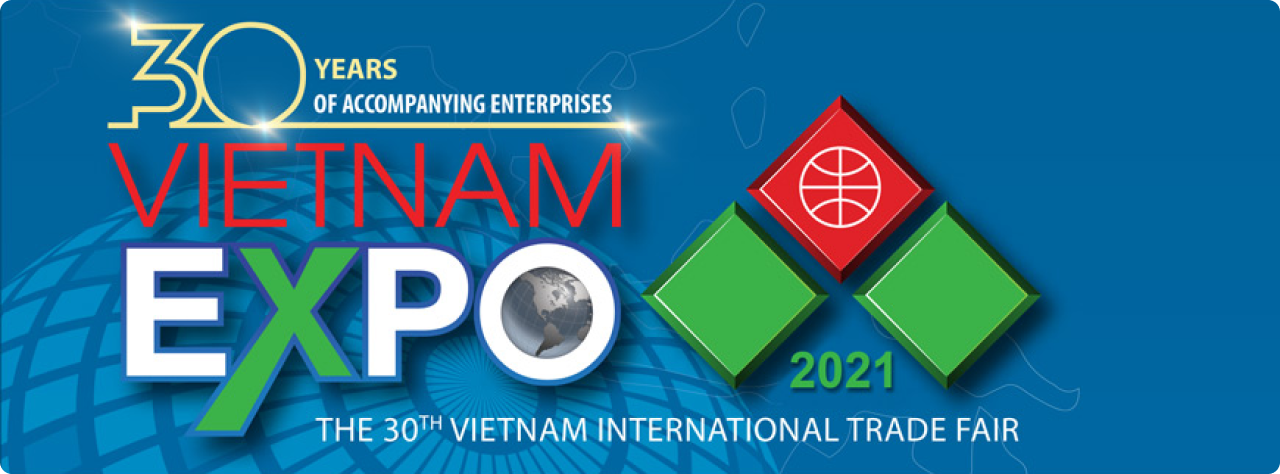 30 YEARS
OF ACCOMPANYING ENTERPRISES
VIETNAM
EXPO
2021
THE 30TH VIETNAM INTERNATIONAL TRADE FAIR